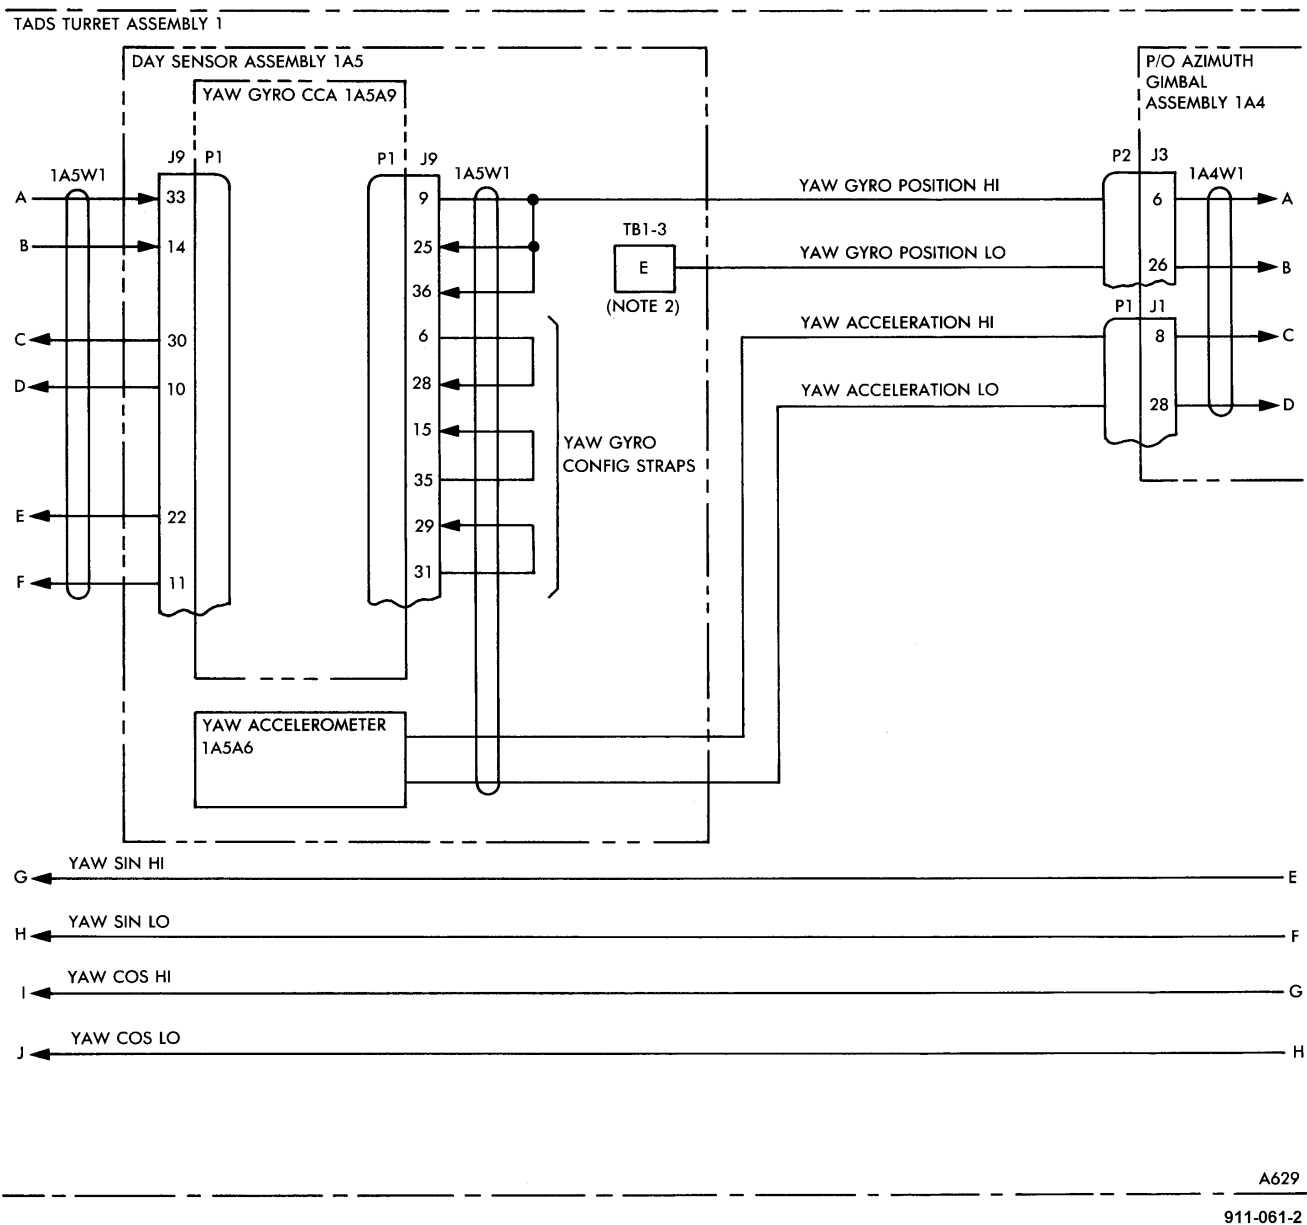 TADS TURRET ASSEMBLY 1
DAY SENSOR ASSEMBLY 1A5
YAW GYRO CCA 1A5A9
P/O AZIMUTH
GIMBAL
ASSEMBLY 1A4
1A5W1
J9 P1
P1 J9
1A5W1
P2 J3
1A4W1
A
33
9
YAW GYRO POSITION HI
6
A
B
14
25
TB1-3
E
(NOTE 2)
YAW GYRO POSITION LO
26
B
36
P1 J1
C
30
6
YAW ACCELERATION HI
8
C
D
10
28
YAW ACCELERATION LO
28
D
15
YAW GYRO
CONFIG STRAPS
35
E
22
29
F
11
31
YAW ACCELEROMETER
1A5A6
YAW SIN HI
G
E
YAW SIN LO
H
F
YAW COS HI
I
G
YAW COS LO
J
H
A629
911-061-2